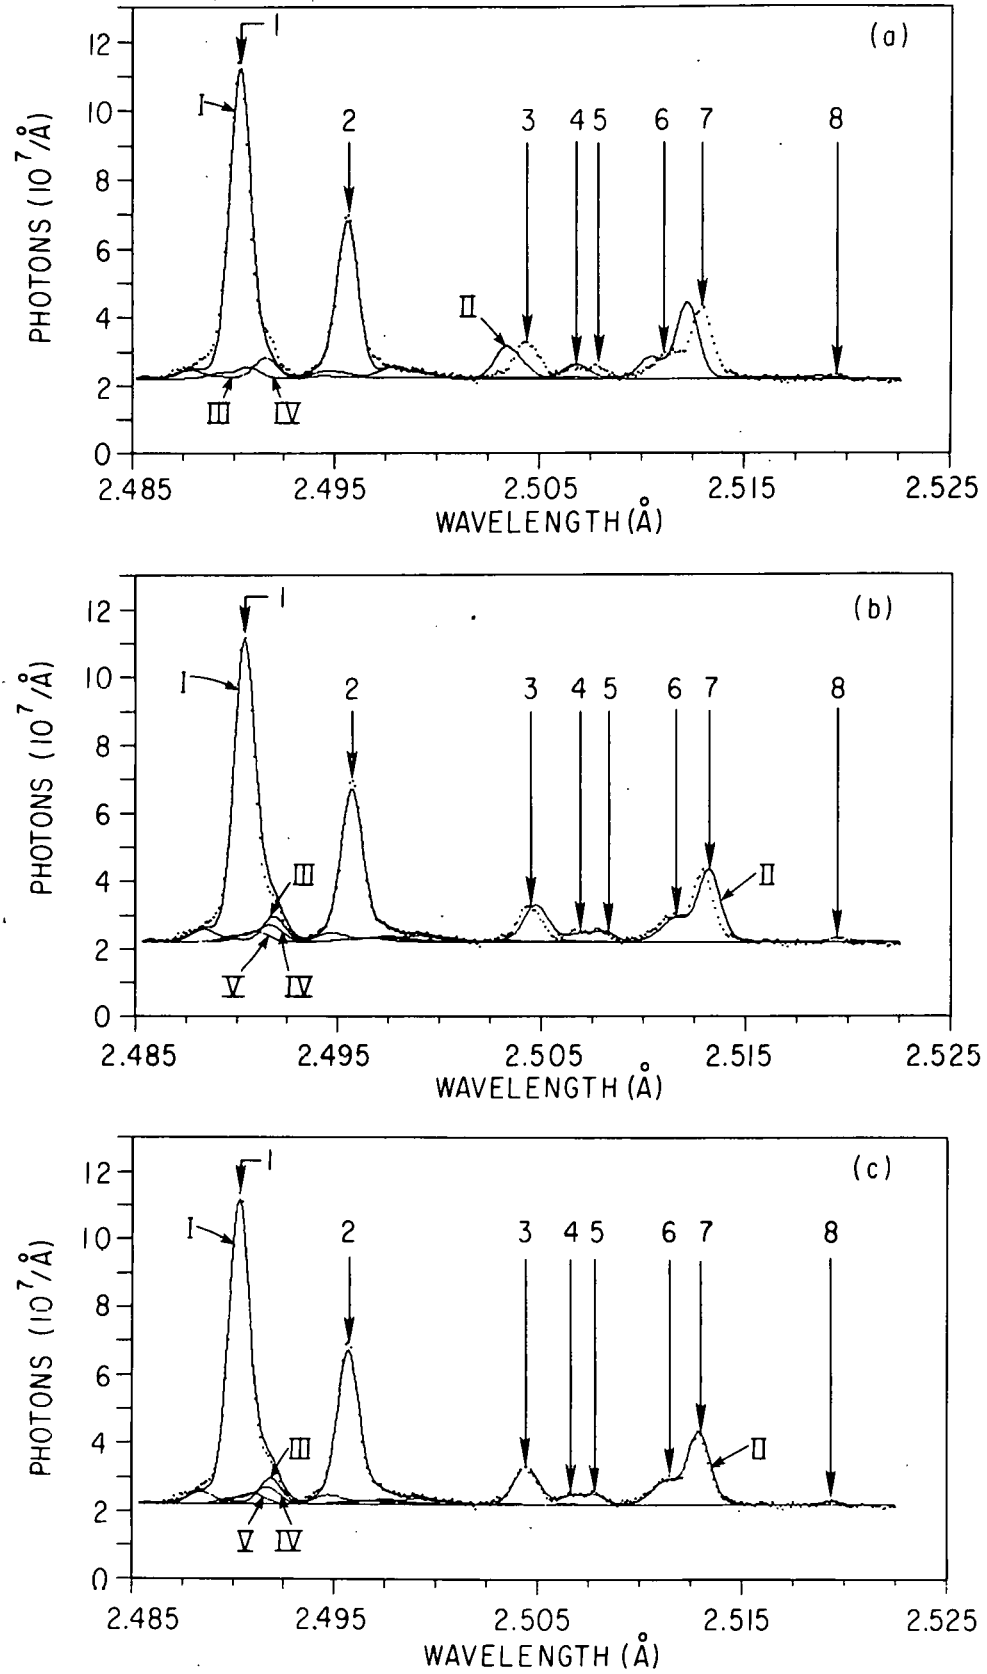 1
(a)
12
I
10
2 3 4 5 6 7 8
PHOTONS (10⁷/Å)
8
6
II
4
2
III IV
0
2.485 2.495 2.505 2.515 2.525
WAVELENGTH (Å)
1
(b)
12
I
10
2 3 4 5 6 7 8
PHOTONS (10⁷/Å)
8
6
III
II
4
2
V IV
0
2.485 2.495 2.505 2.515 2.525
WAVELENGTH (Å)
1
(c)
12
I
2 3 4 5 6 7 8
10
PHOTONS (10⁷/Å)
8
6
4
III
II
2
V IV
0
2.485 2.495 2.505 2.515 2.525
WAVELENGTH (Å)